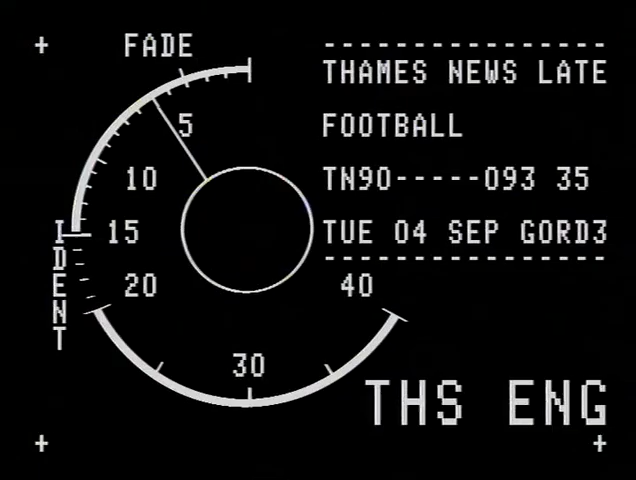 FADE
THAMES NEWS LATE
FOOTBALL
TN90-----093 35
TUE 04 SEP GORD3
5
10
15
20
30
40
IDENT
THS ENG